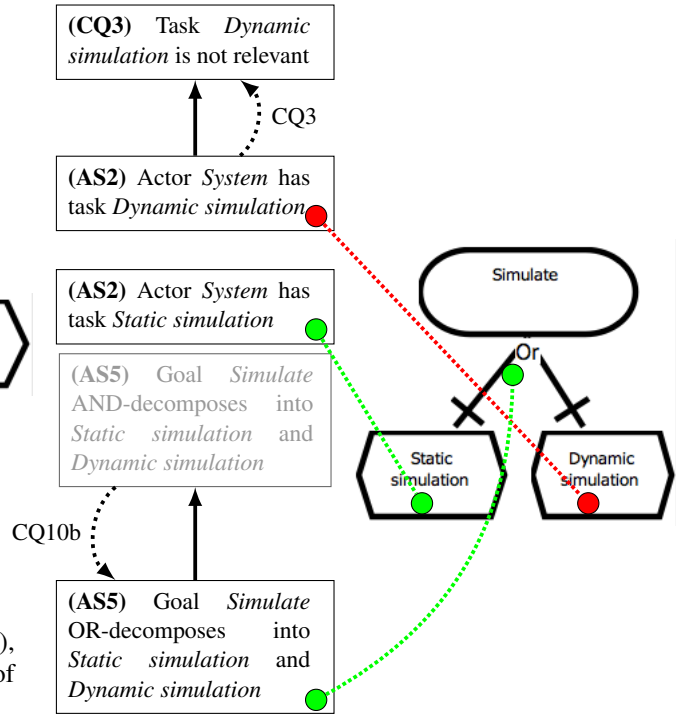 (CQ3) Task Dynamic
simulation is not relevant
CQ3
(AS2) Actor System has
task Dynamic simulation
(AS2) Actor System has
task Static simulation
(AS5) Goal Simulate
AND-decomposes into
Static simulation and
Dynamic simulation
CQ10b
(AS5) Goal Simulate
OR-decomposes into
Static simulation and
Dynamic simulation
Simulate
Or
Static
simulation
Dynamic
simulation
),
of